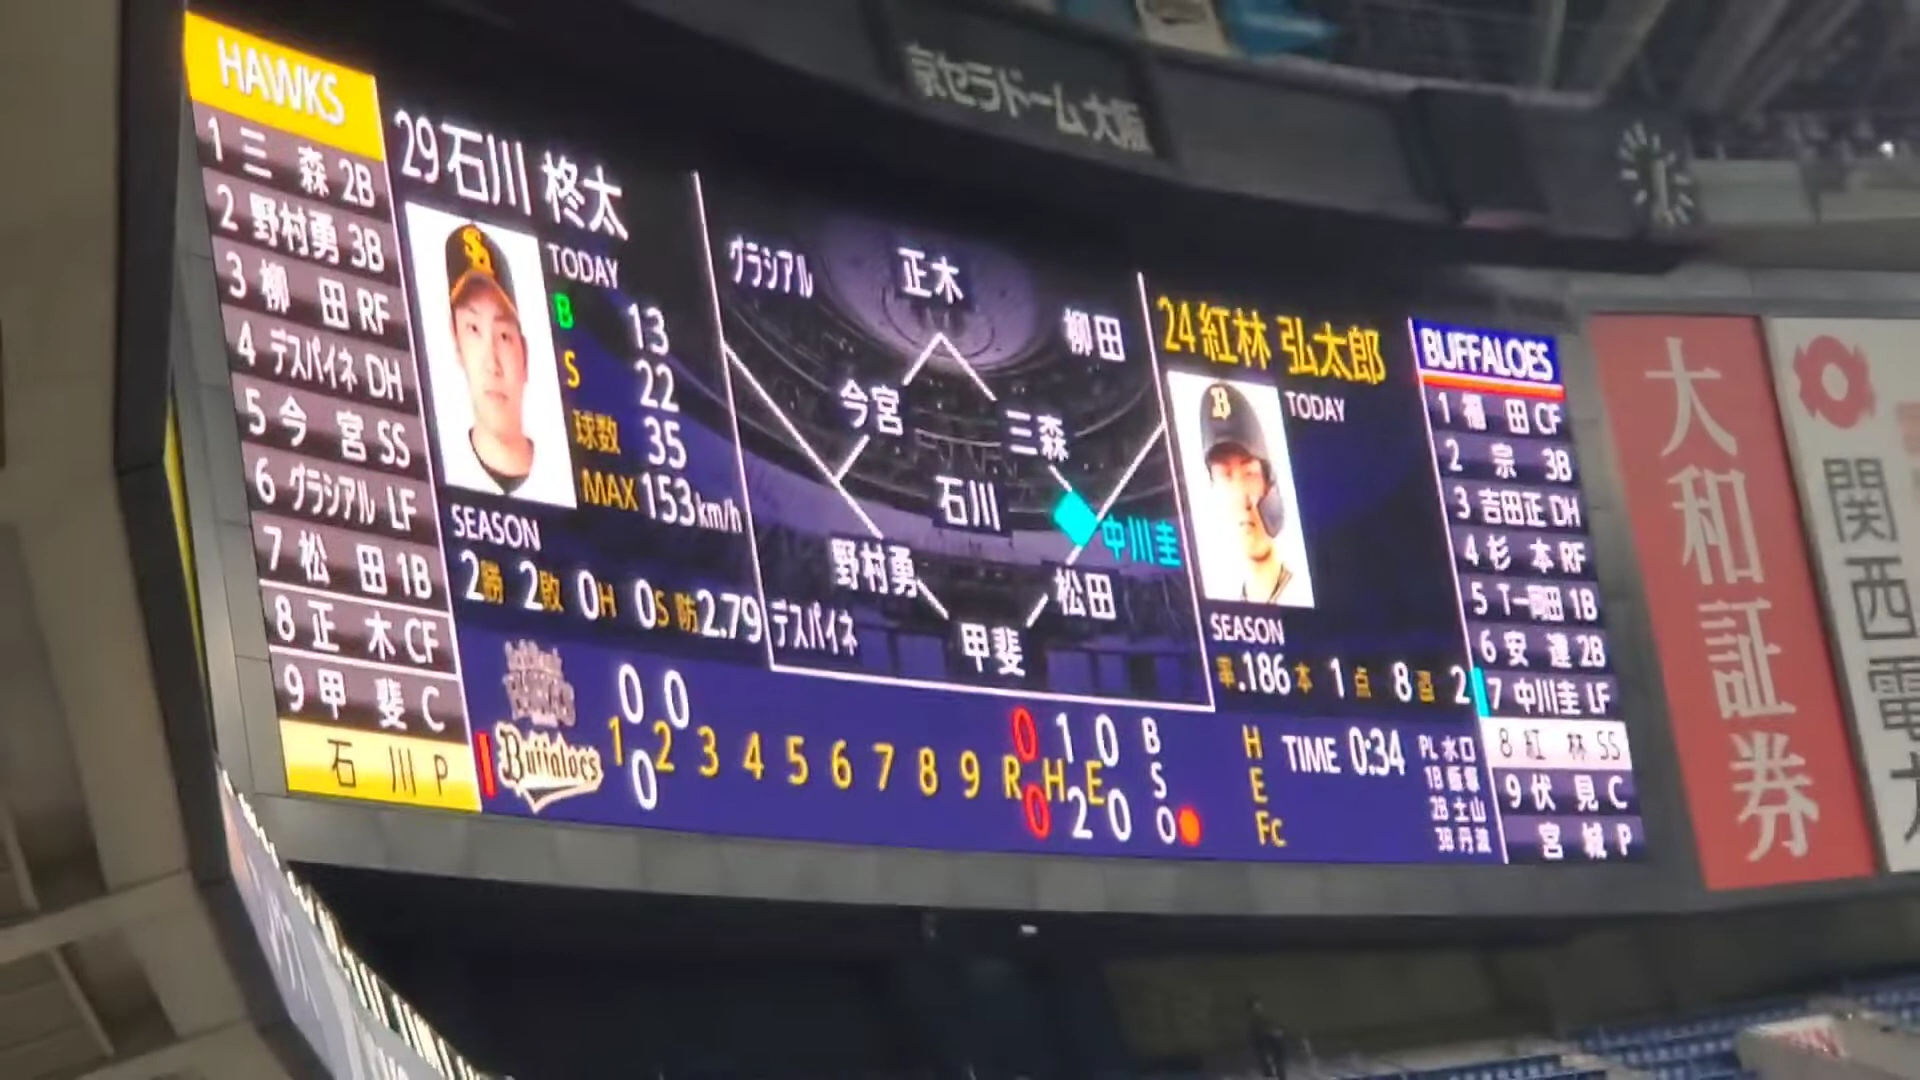 京セラドーム大阪
HAWKS
1 三 森 2B
2 野村勇 3B
3 柳 田 RF
4 デスパイネ DH
5 今 宮 SS
6 グラシアル LF
7 松 田 1B
8 正 木 CF
9 甲 斐 C
石 川 P
29 石川 柊太
TODAY
B 13
S 22
球数 35
MAX 153km/h
SEASON
2勝 2敗 0H 0S 防2.79
グラシアル
正木
柳田
今宮
三森
石川
中川圭
野村勇
松田
デスパイネ
甲斐
24 紅林 弘太郎
TODAY
SEASON
率.186 本 1 点 8 盗 2
BUFFALOES
1 福 田 CF
2 宗 3B
3 吉田正 DH
4 杉 本 RF
5 T-岡田 1B
6 安 達 2B
7 中川圭 LF
8 紅 林 SS
9 伏 見 C
宮 城 P
0 0 0 1 0
1 2 3 4 5 6 7 8 9 R H E
Buffaloes 0 0 2 0
B
S
O
H
E
Fc
TIME 0:34
PL 水口
1B 飯塚
2B 土山
3B 丹波
大和証券
関西電力